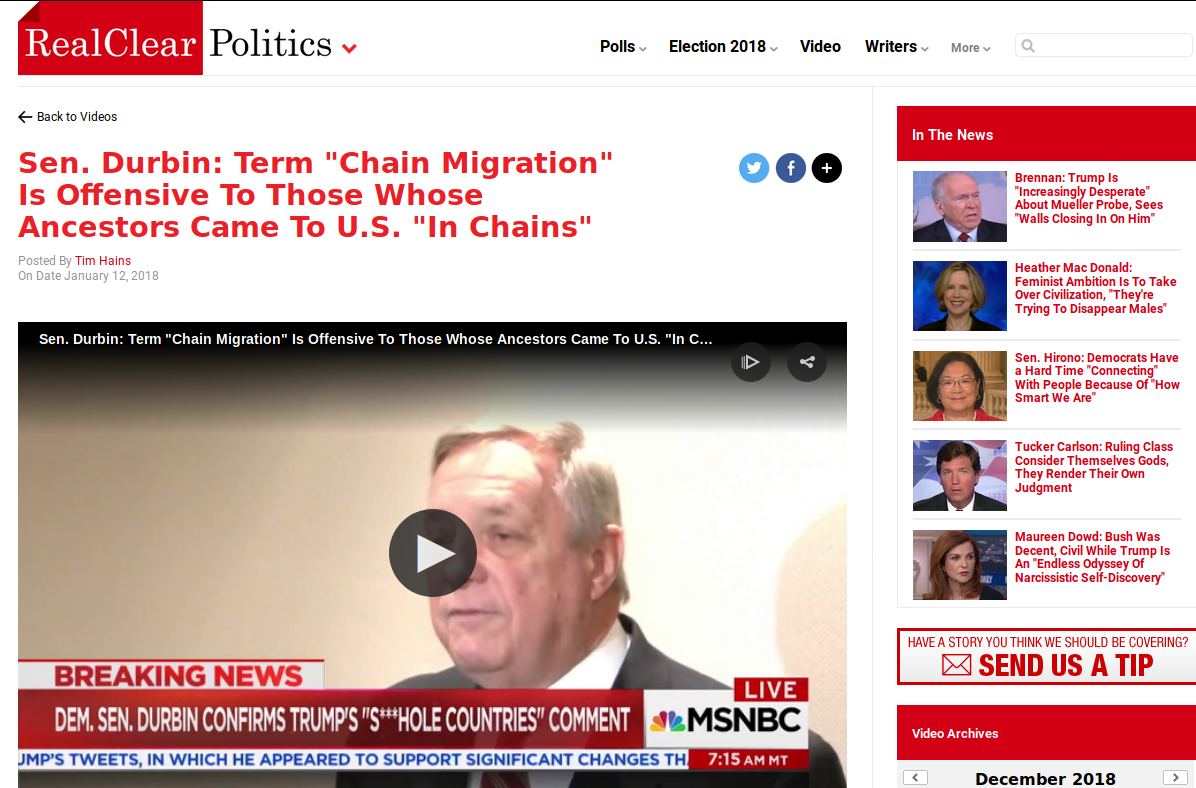 RealClear Politics
Polls
Election 2018
Video
Writers
More
Back to Videos
Sen. Durbin: Term "Chain Migration"
Is Offensive To Those Whose
Ancestors Came To U.S. "In Chains"
Posted By Tim Hains
On Date January 12, 2018
Sen. Durbin: Term "Chain Migration" Is Offensive To Those Whose Ancestors Came To U.S. "In C...
BREAKING NEWS
LIVE
DEM. SEN. DURBIN CONFIRMS TRUMP'S "S***HOLE COUNTRIES" COMMENT
MSNBC
UMP'S TWEETS, IN WHICH HE APPEARED TO SUPPORT SIGNIFICANT CHANGES TH
7:15 AM MT
In The News
Brennan: Trump Is
"Increasingly Desperate"
About Mueller Probe, Sees
"Walls Closing In On Him"
Heather Mac Donald:
Feminist Ambition Is To Take
Over Civilization, "They're
Trying To Disappear Males"
Sen. Hirono: Democrats Have
a Hard Time "Connecting"
With People Because Of "How
Smart We Are"
Tucker Carlson: Ruling Class
Consider Themselves Gods,
They Render Their Own
Judgment
Maureen Dowd: Bush Was
Decent, Civil While Trump Is
An "Endless Odyssey Of
Narcissistic Self-Discovery"
HAVE A STORY YOU THINK WE SHOULD BE COVERING?
SEND US A TIP
Video Archives
December 2018